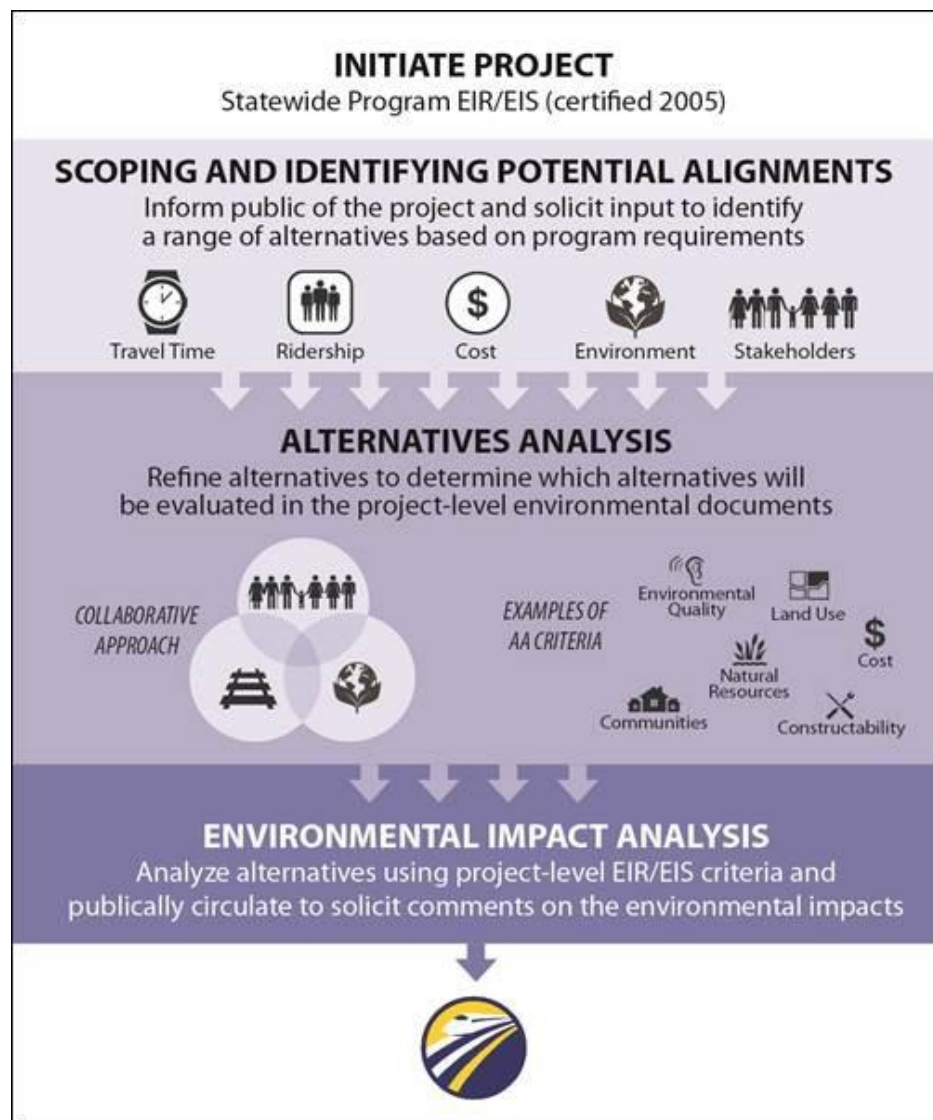 INITIATE PROJECT
Statewide Program EIR/EIS (certified 2005)
SCOPING AND IDENTIFYING POTENTIAL ALIGNMENTS
Inform public of the project and solicit input to identify
a range of alternatives based on program requirements
Travel Time
Ridership
$
Cost
Environment
Stakeholders
ALTERNATIVES ANALYSIS
Refine alternatives to determine which alternatives will
be evaluated in the project-level environmental documents
COLLABORATIVE
APPROACH
EXAMPLES OF
AA CRITERIA
Environmental
Quality
Land Use
$
Cost
Natural
Resources
Communities
Constructability
ENVIRONMENTAL IMPACT ANALYSIS
Analyze alternatives using project-level EIR/EIS criteria and
publically circulate to solicit comments on the environmental impacts